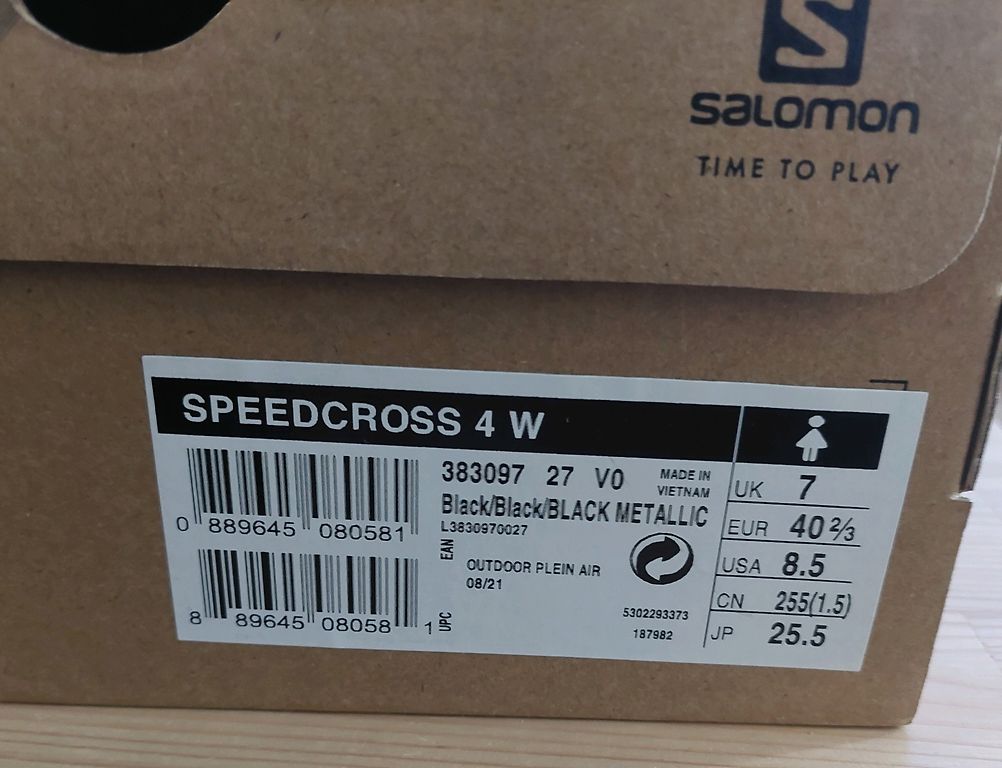 salomon
TIME TO PLAY
SPEEDCROSS 4 W
383097 27 V0
MADE IN
VIETNAM
Black/Black/BLACK METALLIC
L3830970027
0 889645 080581
EAN
OUTDOOR PLEIN AIR
08/21
8 89645 08058 1
UPC
5302293373
187982
UK 7
EUR 40 2/3
USA 8.5
CN 255(1.5)
JP 25.5